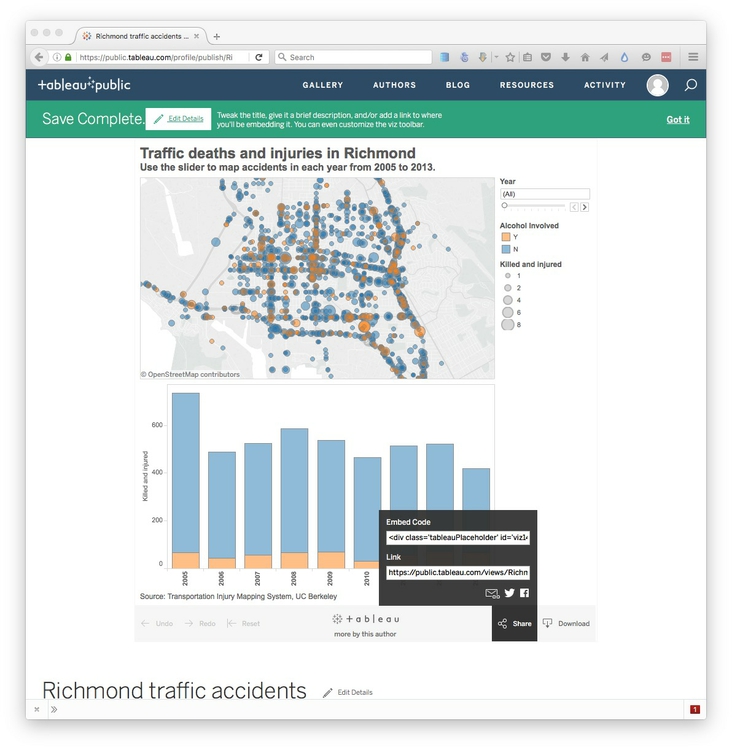 Richmond traffic accidents ...
https://public.tableau.com/profile/publish/Ri
Search
+ableau public
GALLERY AUTHORS BLOG RESOURCES ACTIVITY
Save Complete. Edit Details
Tweak the title, give it a brief description, and/or add a link to where
you'll be embedding it. You can even customize the viz toolbar.
Got it
Traffic deaths and injuries in Richmond
Use the slider to map accidents in each year from 2005 to 2013.
Year
(All)
Alcohol Involved
Y
N
Killed and injured
1
2
4
6
8
© OpenStreetMap contributors
Killed and injured
600
400
200
0
2005 2006 2007 2008 2009 2010
Embed Code
<div class='tableauPlaceholder' id='viz14
Link
https://public.tableau.com/views/Richn
Source: Transportation Injury Mapping System, UC Berkeley
Undo Redo Reset
+ a b l e a u
more by this author
Share Download
Richmond traffic accidents Edit Details
1